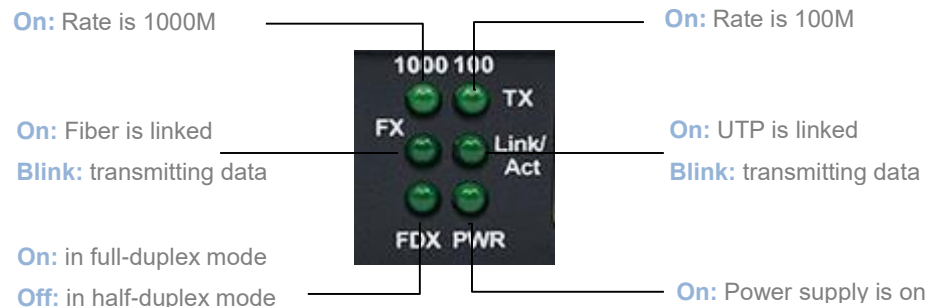 On: Rate is 1000M
On: Rate is 100M
1000 100
TX
FX
Link/
Act
FDX PWR
On: Fiber is linked
Blink: transmitting data
On: UTP is linked
Blink: transmitting data
On: in full-duplex mode
Off: in half-duplex mode
On: Power supply is on